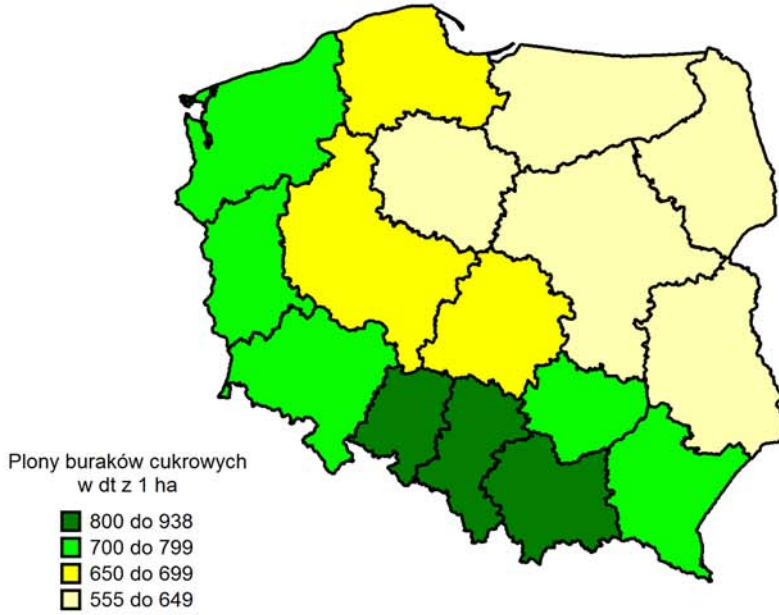 Plony buraków cukrowych
w dt z 1 ha
800 do 938
700 do 799
650 do 699
555 do 649